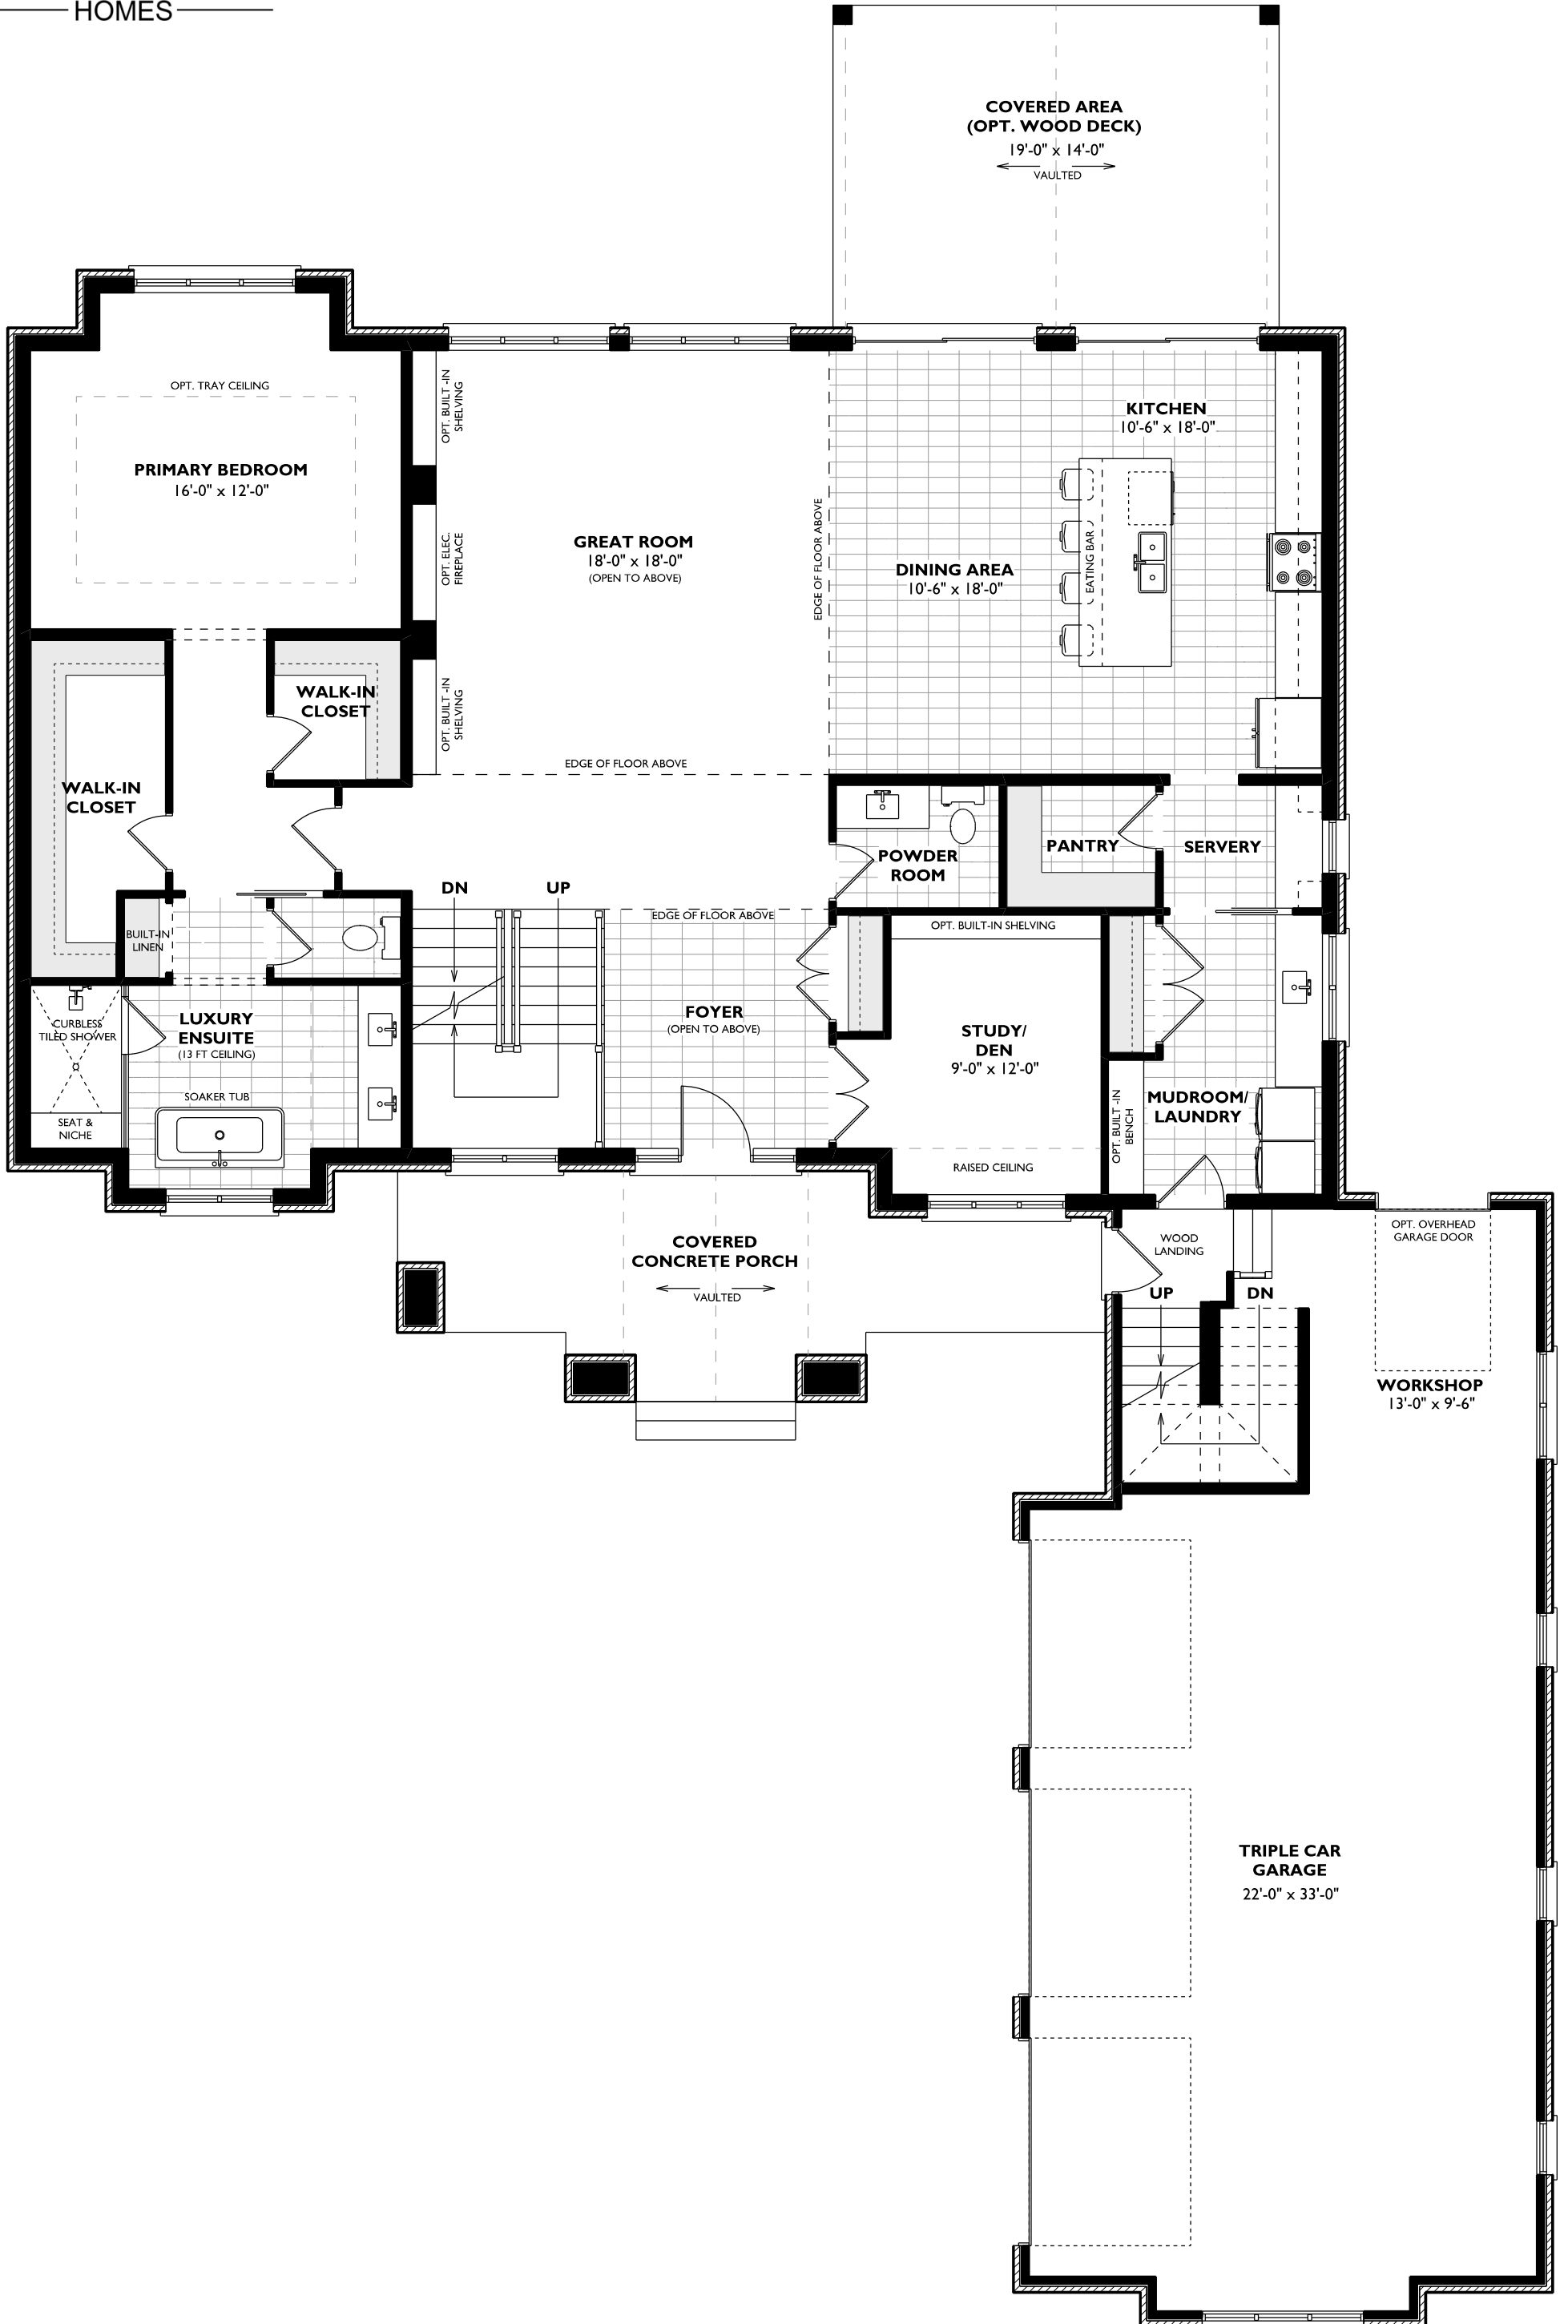 HOMES
COVERED AREA
(OPT. WOOD DECK)
19'-0" x 14'-0"
VAULTED
OPT. TRAY CEILING
PRIMARY BEDROOM
16'-0" x 12'-0"
OPT. BUILT -IN
SHELVING
OPT. ELEC.
FIREPLACE
OPT. BUILT -IN
SHELVING
GREAT ROOM
18'-0" x 18'-0"
(OPEN TO ABOVE)
EDGE OF FLOOR ABOVE
EDGE OF FLOOR ABOVE
KITCHEN
10'-6" x 18'-0"
DINING AREA
10'-6" x 18'-0"
EATING BAR
WALK-IN
CLOSET
WALK-IN
CLOSET
POWDER
ROOM
PANTRY
SERVERY
DN
UP
EDGE OF FLOOR ABOVE
OPT. BUILT-IN SHELVING
BUILT-IN
LINEN
CURBLESS
TILED SHOWER
LUXURY
ENSUITE
(13 FT CEILING)
SOAKER TUB
SEAT &
NICHE
FOYER
(OPEN TO ABOVE)
STUDY/
DEN
9'-0" x 12'-0"
RAISED CEILING
OPT. BUILT -IN
BENCH
MUDROOM/
LAUNDRY
COVERED
CONCRETE PORCH
VAULTED
WOOD
LANDING
UP
DN
OPT. OVERHEAD
GARAGE DOOR
WORKSHOP
13'-0" x 9'-6"
TRIPLE CAR
GARAGE
22'-0" x 33'-0"